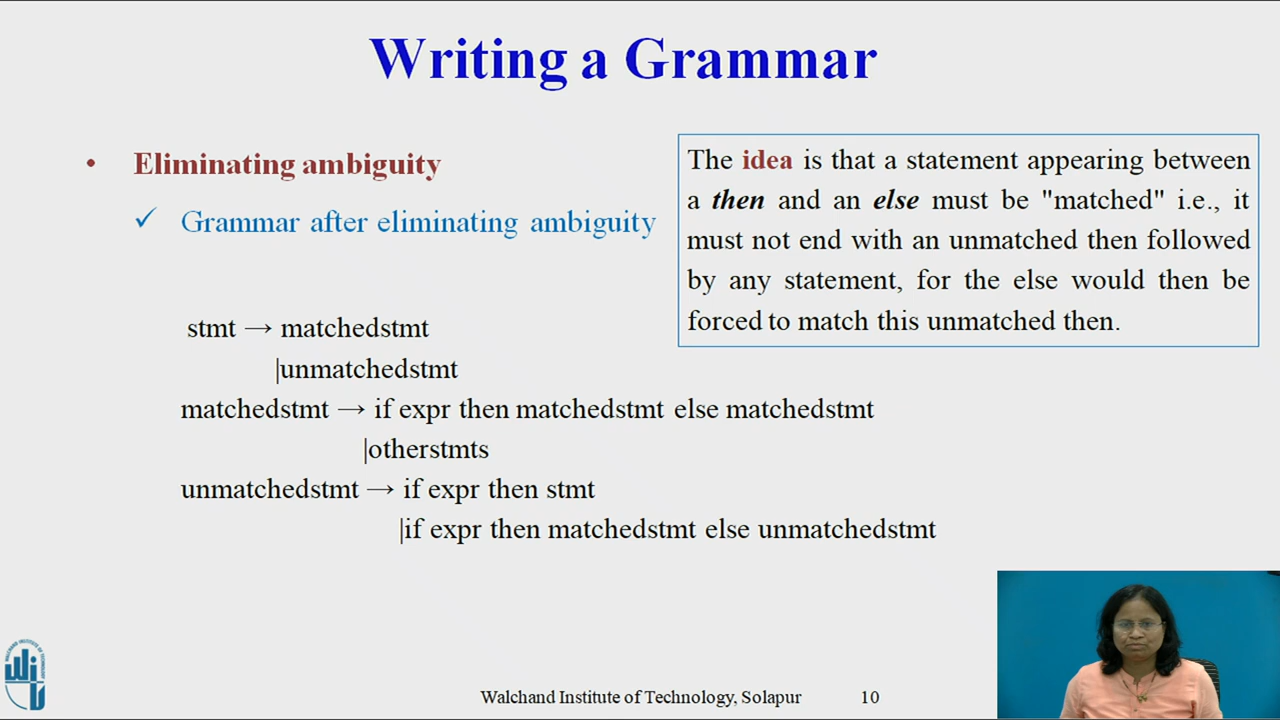 Writing a Grammar
• Eliminating ambiguity
✓ Grammar after eliminating ambiguity
The idea is that a statement appearing between
a then and an else must be "matched" i.e., it
must not end with an unmatched then followed
by any statement, for the else would then be
forced to match this unmatched then.
stmt → matchedstmt
|unmatchedstmt
matchedstmt → if expr then matchedstmt else matchedstmt
|otherstmts
unmatchedstmt → if expr then stmt
|if expr then matchedstmt else unmatchedstmt
Walchand Institute of Technology, Solapur 10